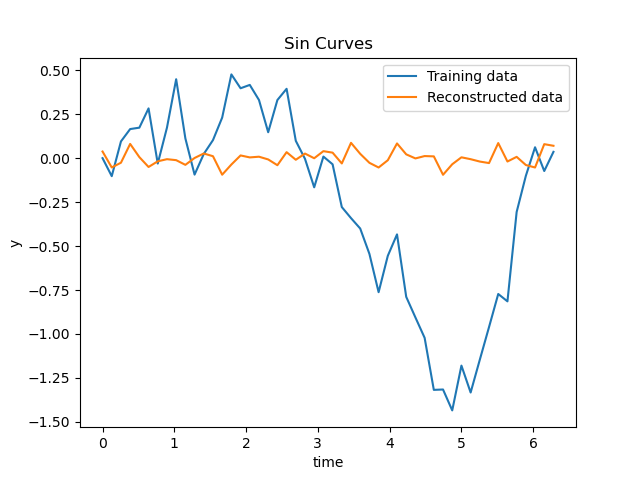 Sin Curves
Training data
Reconstructed data
0.50
0.25
0.00
−0.25
−0.50
−0.75
−1.00
−1.25
−1.50
y
0 1 2 3 4 5 6
time